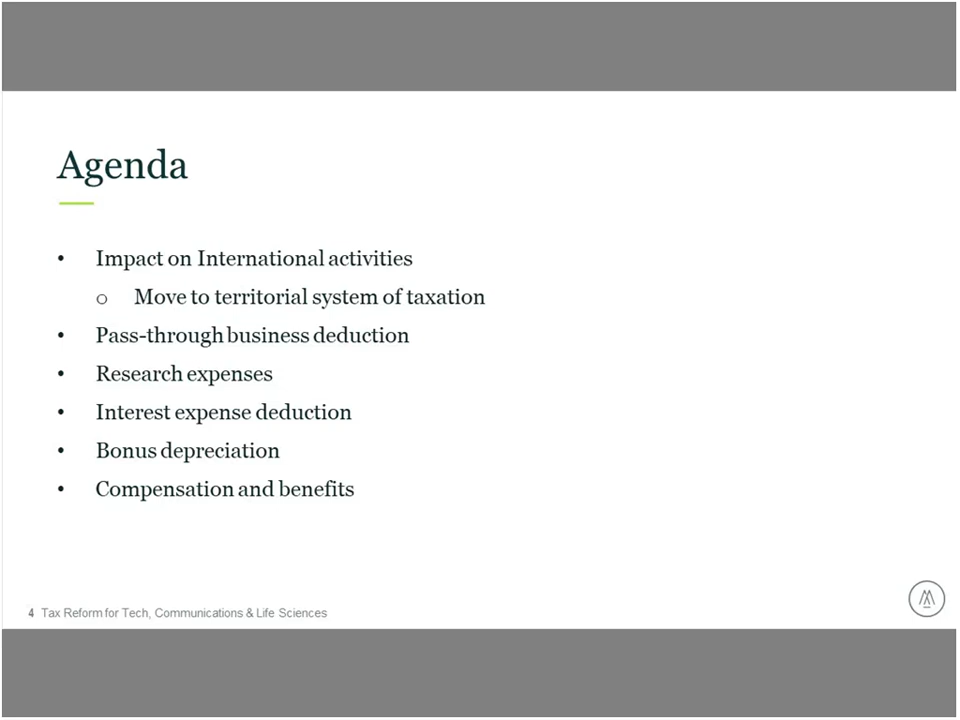 Agenda
• Impact on International activities
o Move to territorial system of taxation
• Pass-through business deduction
• Research expenses
• Interest expense deduction
• Bonus depreciation
• Compensation and benefits
4 Tax Reform for Tech, Communications & Life Sciences